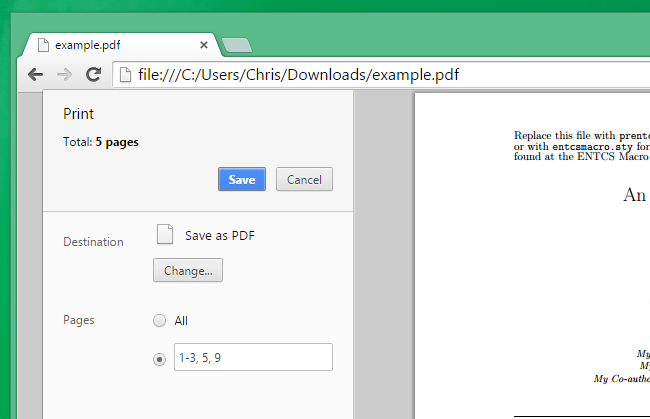 example.pdf
file:///C:/Users/Chris/Downloads/example.pdf
Print
Total: 5 pages
Save Cancel
Destination Save as PDF
Change...
Pages All
1-3, 5, 9
Replace this file with
or with entcsmacro.sty for
found at the ENTCS Macro
An
My
My
My Co-autho